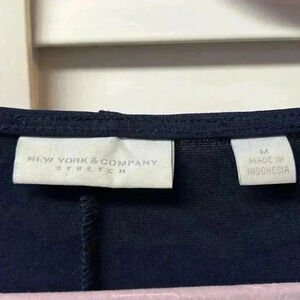 NEW YORK & COMPANY
STRETCH
M
MADE IN
INDONESIA